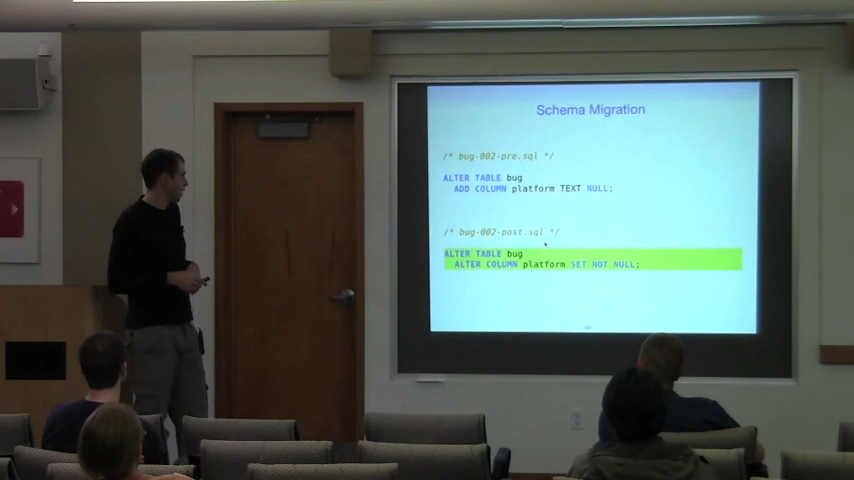 Schema Migration
/* bug-002-pre.sql */
ALTER TABLE bug
ADD COLUMN platform TEXT NULL;
/* bug-002-post.sql */
ALTER TABLE bug
ALTER COLUMN platform SET NOT NULL;